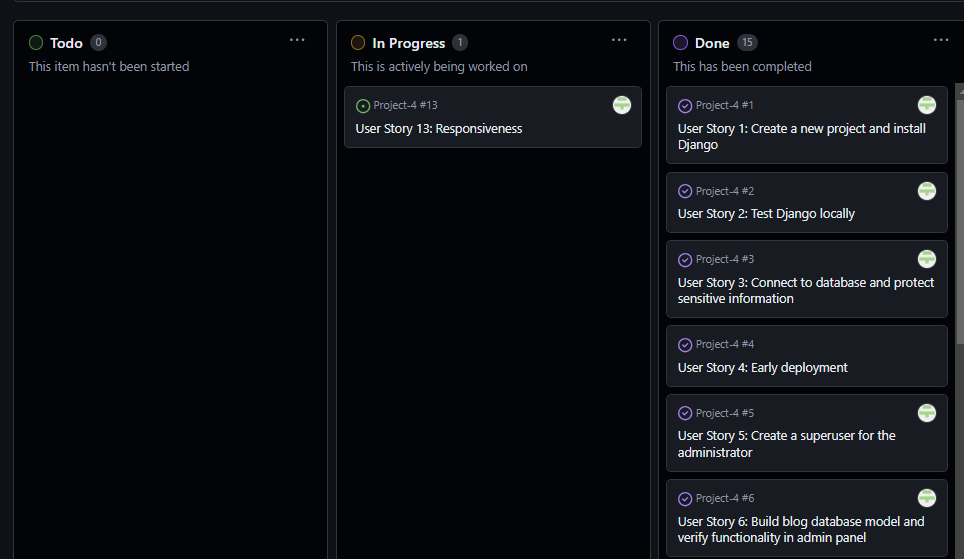 Todo 0
This item hasn't been started
In Progress 1
This is actively being worked on
Project-4 #13
User Story 13: Responsiveness
Done 15
This has been completed
Project-4 #1
User Story 1: Create a new project and install
Django
Project-4 #2
User Story 2: Test Django locally
Project-4 #3
User Story 3: Connect to database and protect
sensitive information
Project-4 #4
User Story 4: Early deployment
Project-4 #5
User Story 5: Create a superuser for the
administrator
Project-4 #6
User Story 6: Build blog database model and
verify functionality in admin panel